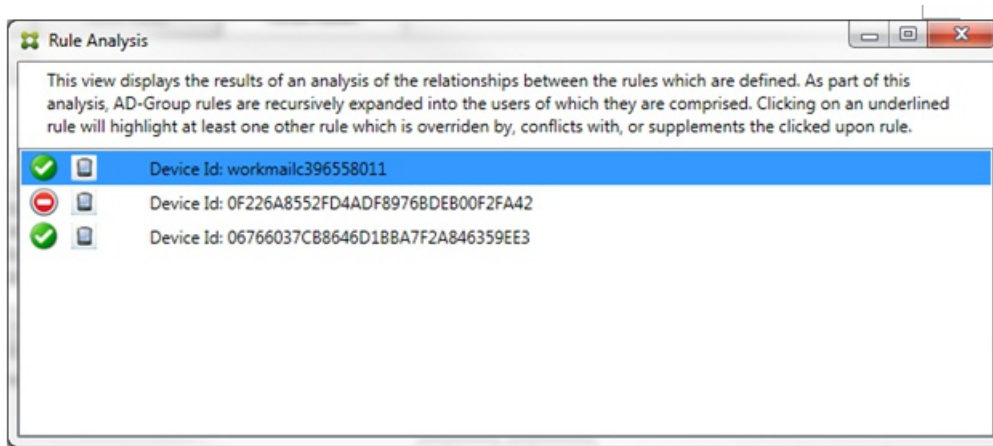 Rule Analysis
This view displays the results of an analysis of the relationships between the rules which are defined. As part of this
analysis, AD-Group rules are recursively expanded into the users of which they are comprised. Clicking on an underlined
rule will highlight at least one other rule which is overriden by, conflicts with, or supplements the clicked upon rule.
Device Id: workmailc396558011
Device Id: 0F226A8552FD4ADF8976BDEB00F2FA42
Device Id: 06766037CB8646D1BBA7F2A846359EE3